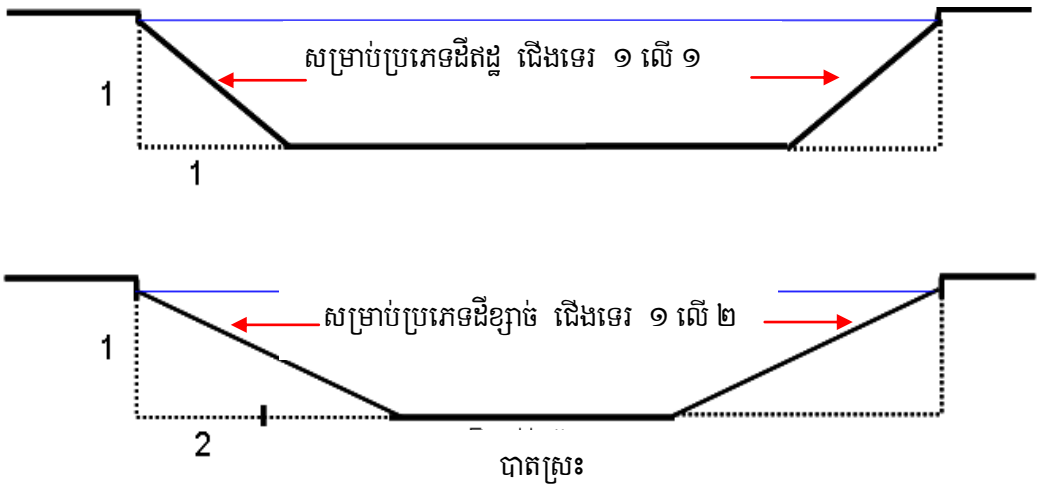 សម្រាប់ប្រភេទដីឥដ្ឋ ជើងទេរ ១ លើ ១
1
1
សម្រាប់ប្រភេទដីខ្សាច់ ជើងទេរ ១ លើ ២
1
2
បាតស្រះ